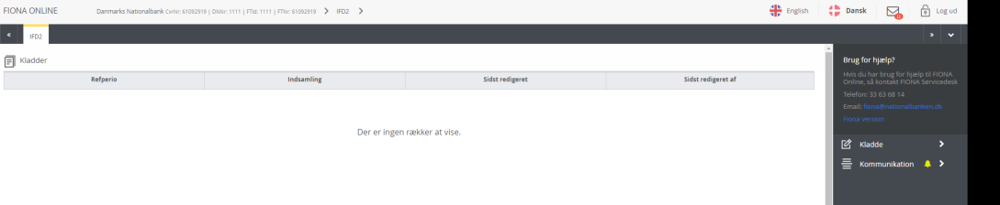 FIONA ONLINE
Danmarks Nationalbank CvrNr: 61092919 | DNNr: 1111 | FTId: 1111 | FTNr: 61092919 > IFD2 >
English
Dansk
Log ud
« IFD2 »
Kladder
Refperio Indsamling Sidst redigeret Sidst redigeret af
Der er ingen rækker at vise.
Brug for hjælp?
Hvis du har brug for hjælp til FIONA
Online, så kontakt FIONA Servicedesk
Telefon: 33 63 68 14
Email: fiona@nationalbanken.dk
Fiona version
Kladde
Kommunikation